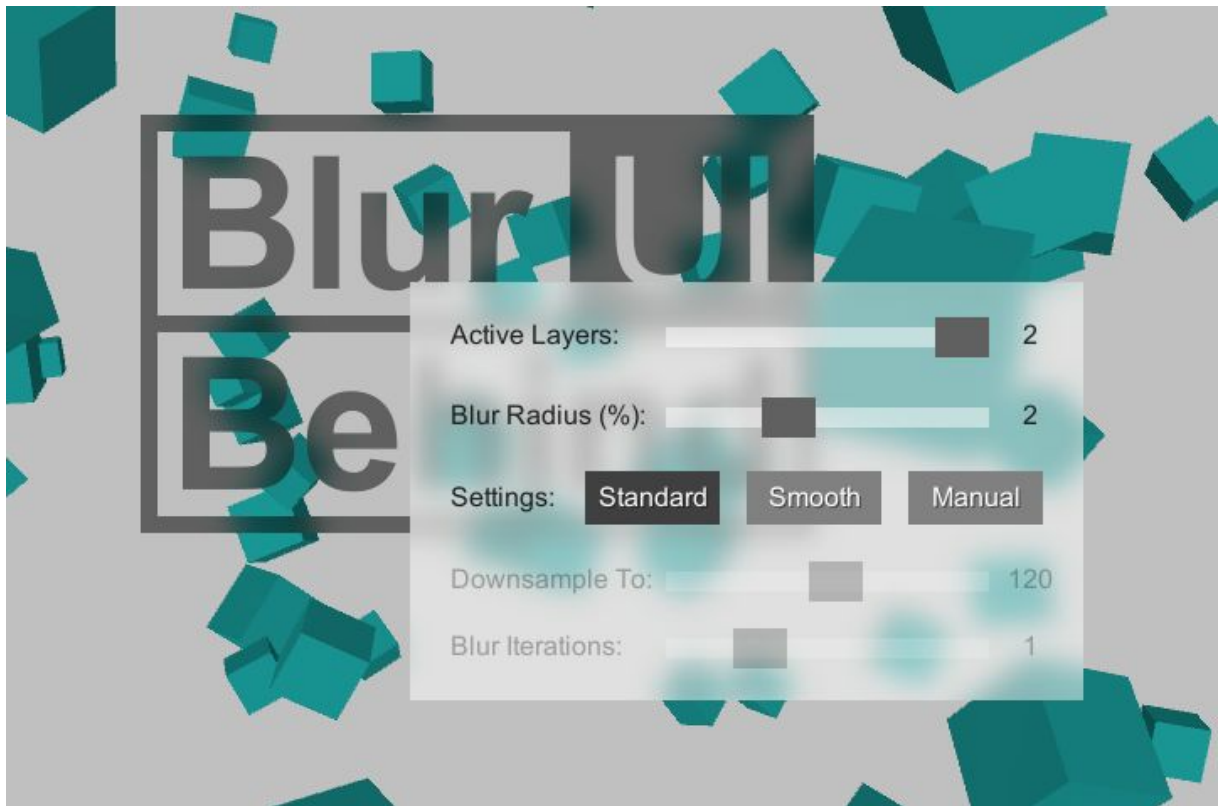 Blur UI
Be
Active Layers: 2
Blur Radius (%): 2
Settings: Standard Smooth Manual
Downsample To: 120
Blur Iterations: 1